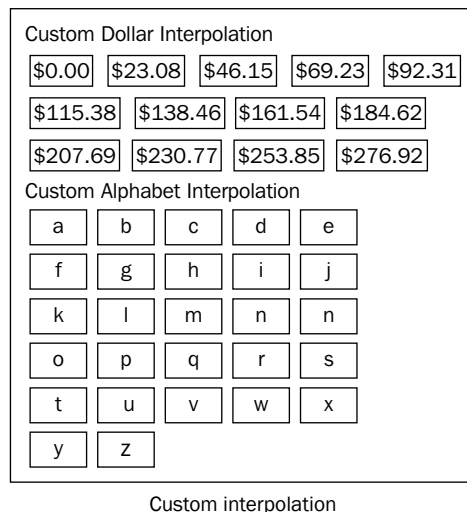 Custom Dollar Interpolation
$0.00 $23.08 $46.15 $69.23 $92.31
$115.38 $138.46 $161.54 $184.62
$207.69 $230.77 $253.85 $276.92
Custom Alphabet Interpolation
a b c d e
f g h i j
k l m n n
o p q r s
t u v w x
y z
Custom interpolation